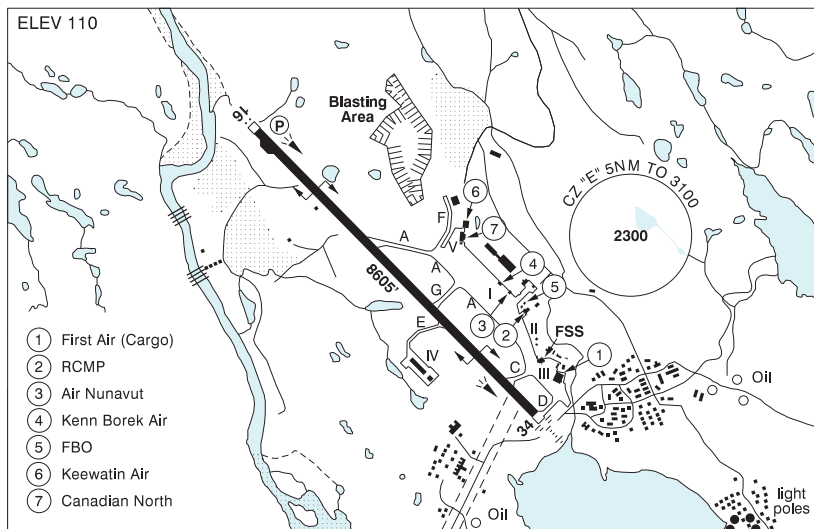 ELEV 110
16
P
Blasting
Area
CZ "E" 5NM TO 3100
2300
6
F
7
V
A
8605'
A
4
G
I
5
A
E
3
2
II
FSS
IV
1
III
C
Oil
D
34
Oil
light
poles
1 First Air (Cargo)
2 RCMP
3 Air Nunavut
4 Kenn Borek Air
5 FBO
6 Keewatin Air
7 Canadian North